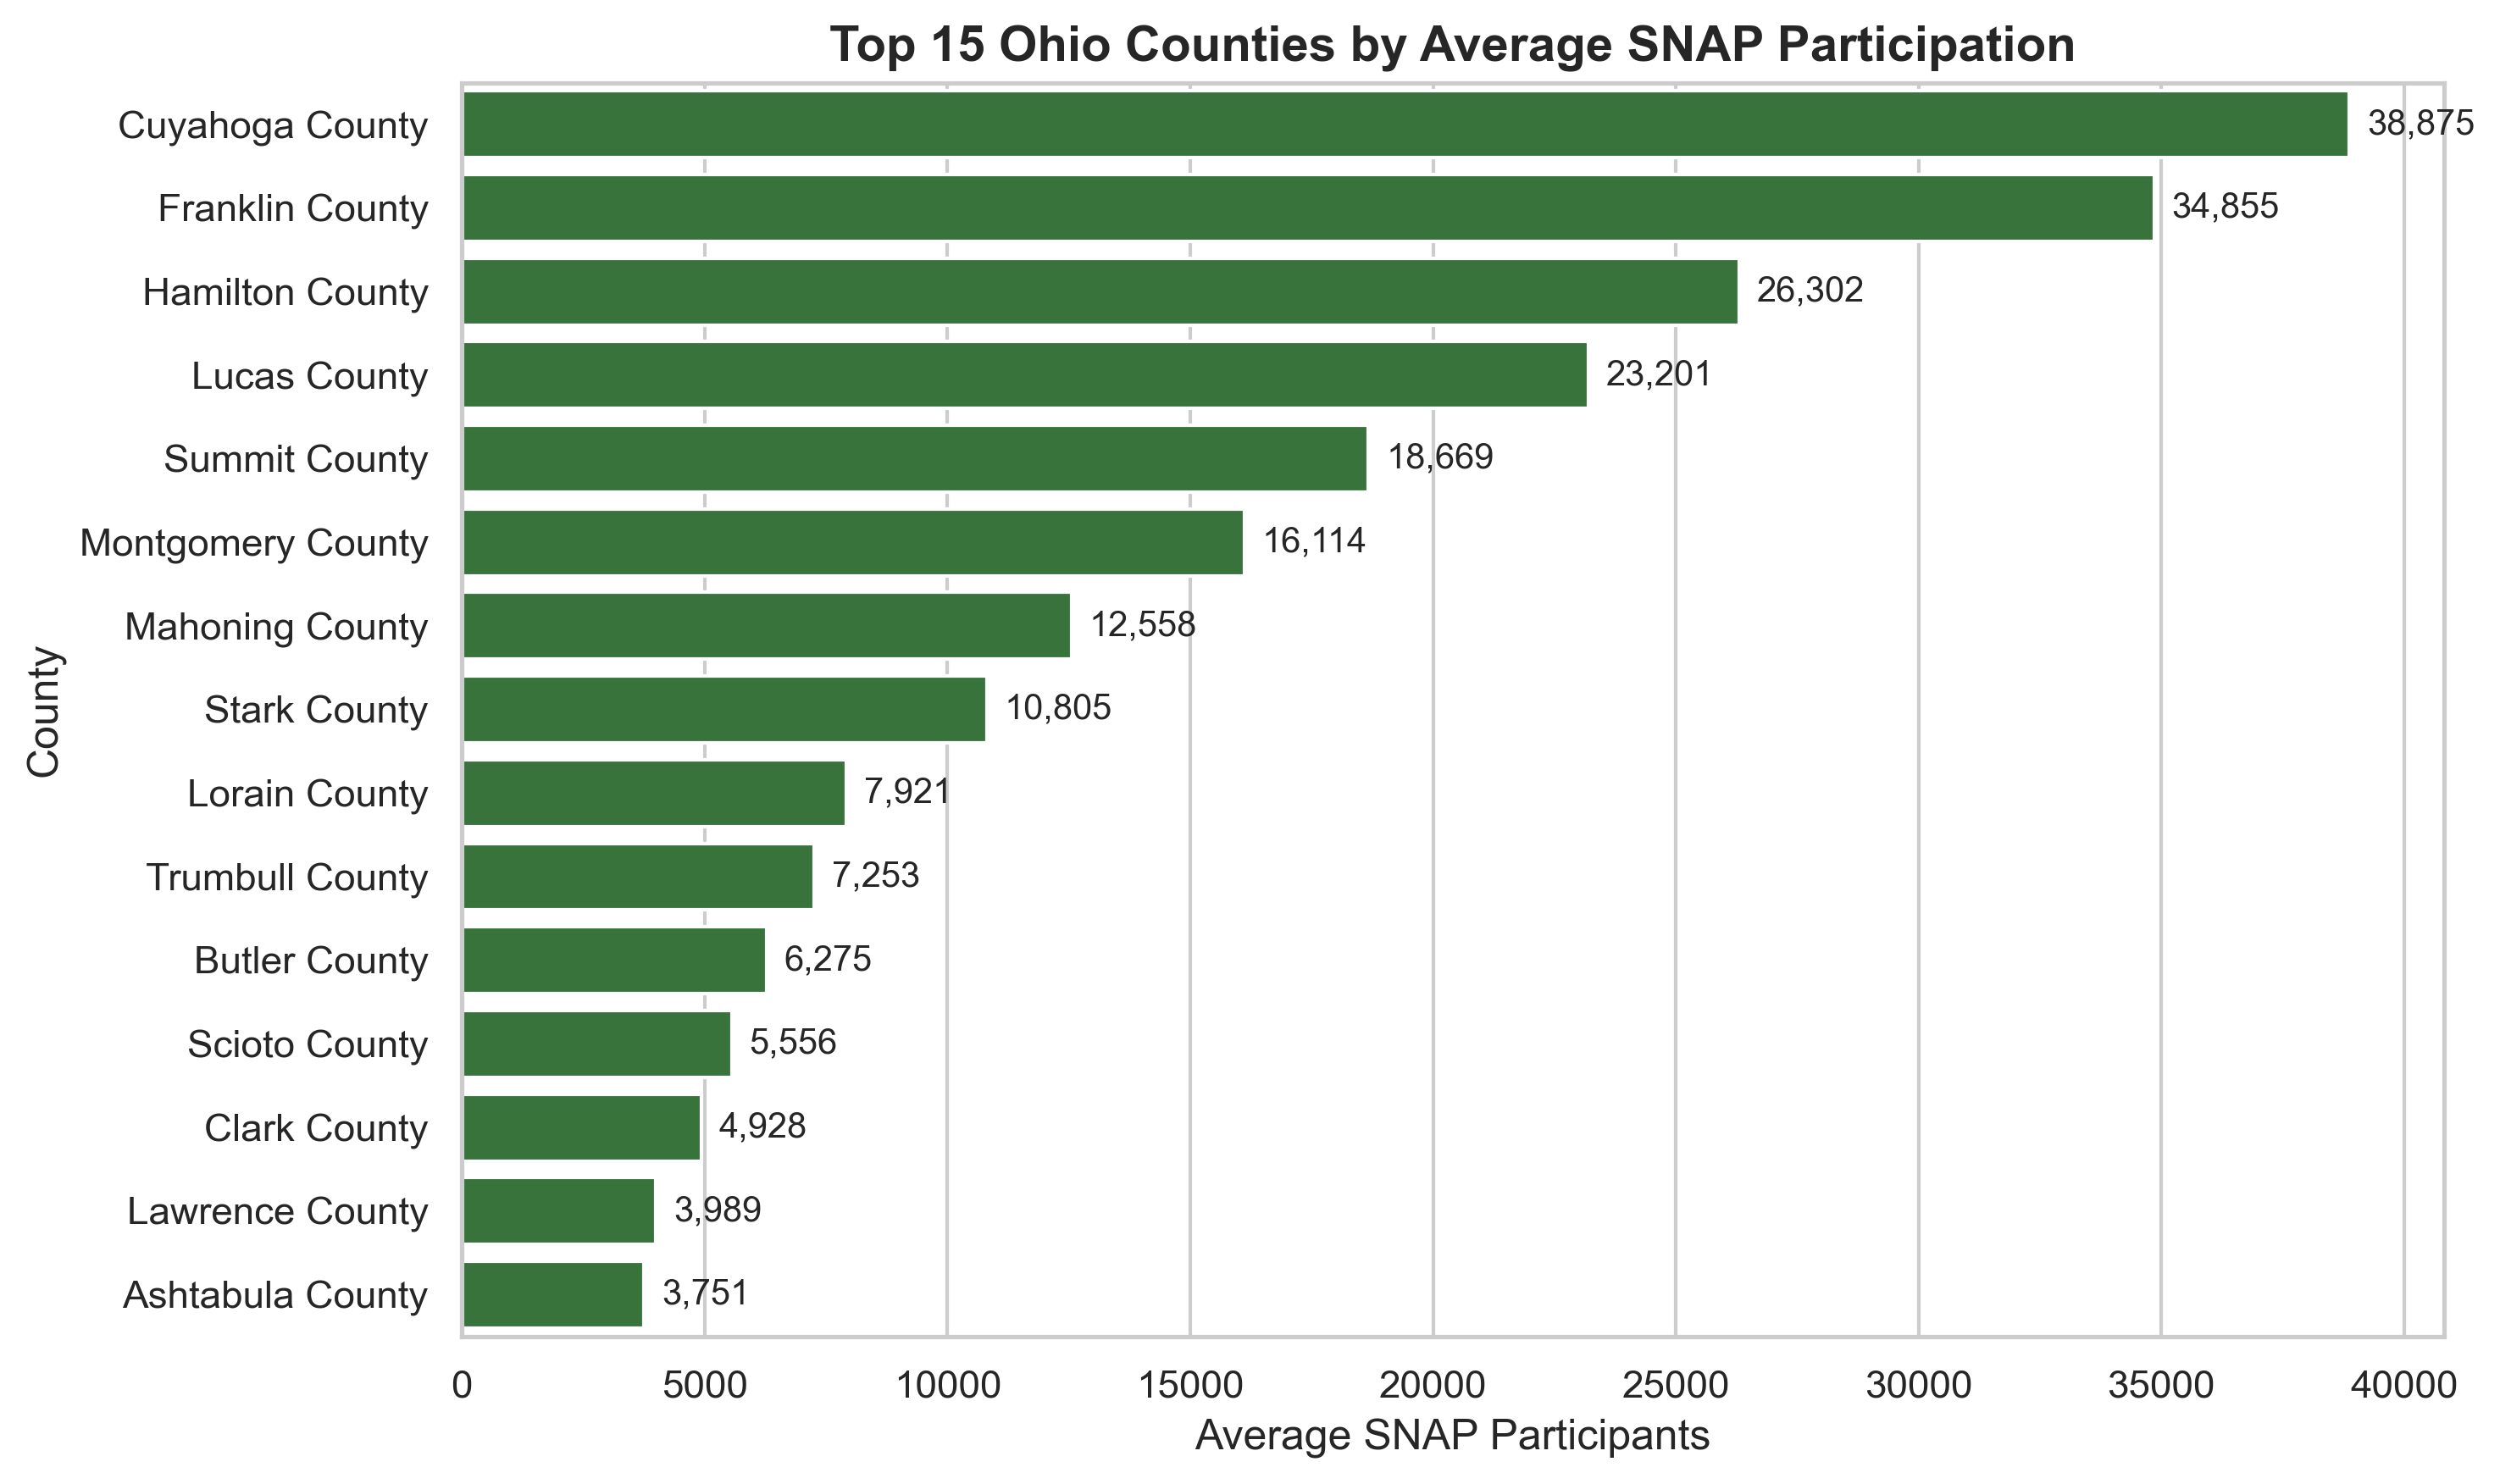 Top 15 Ohio Counties by Average SNAP Participation
Cuyahoga County 38,875
Franklin County 34,855
Hamilton County 26,302
Lucas County 23,201
Summit County 18,669
Montgomery County 16,114
Mahoning County 12,558
Stark County 10,805
Lorain County 7,921
Trumbull County 7,253
Butler County 6,275
Scioto County 5,556
Clark County 4,928
Lawrence County 3,989
Ashtabula County 3,751
County
0 5000 10000 15000 20000 25000 30000 35000 40000
Average SNAP Participants